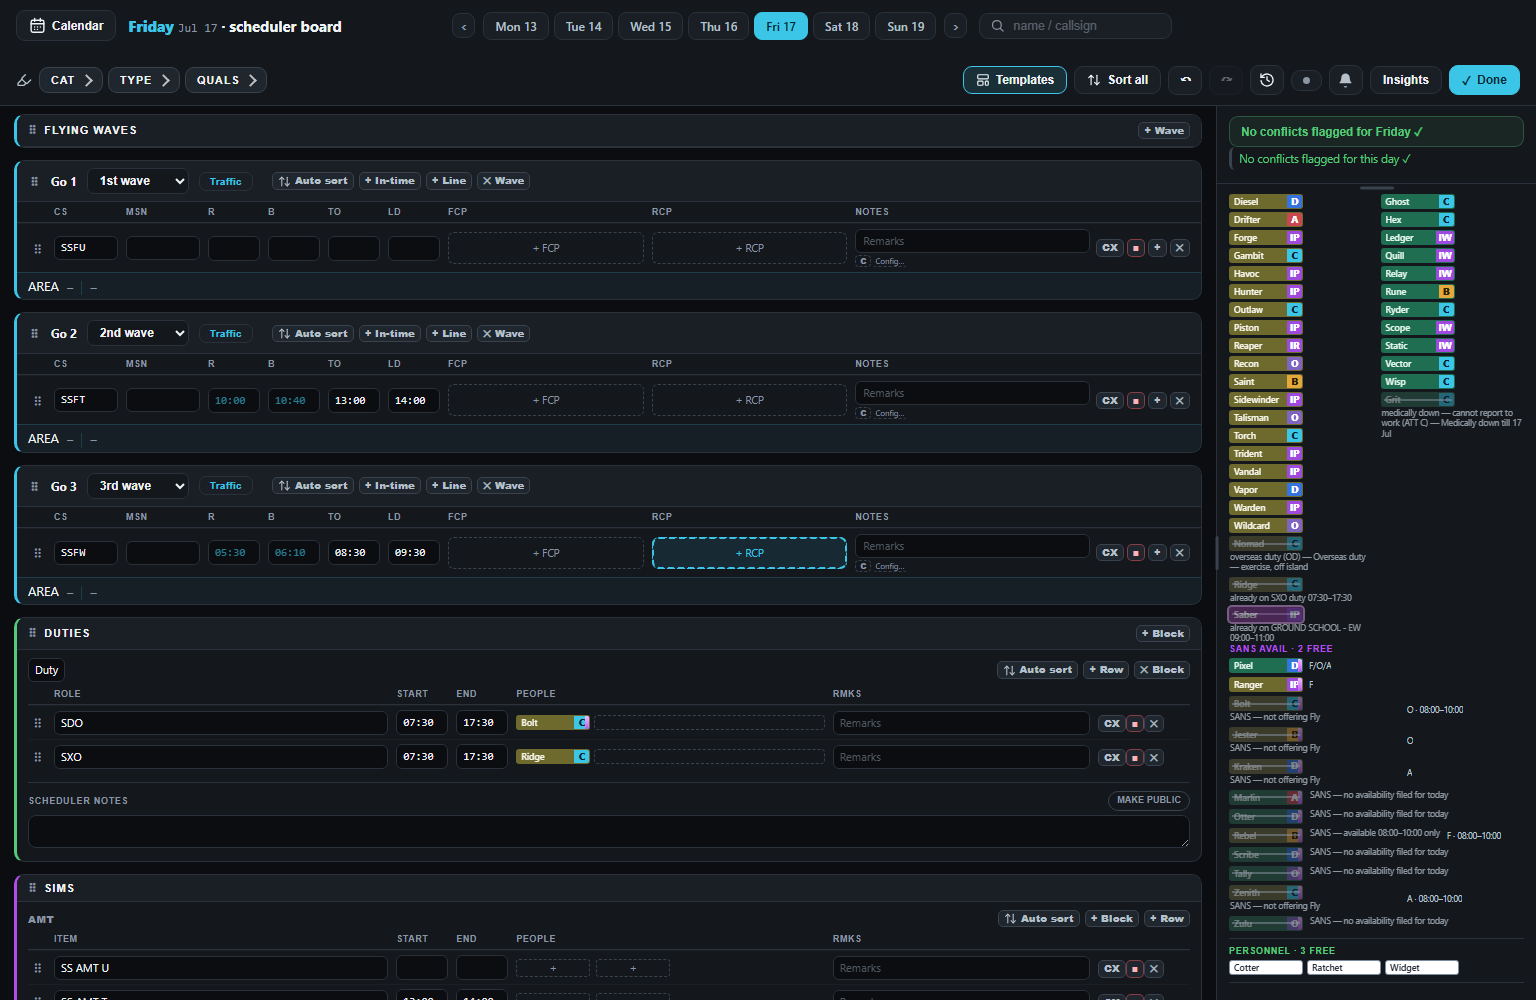 Calendar
Friday Jul 17 · scheduler board
‹ Mon 13 Tue 14 Wed 15 Thu 16 Fri 17 Sat 18 Sun 19 ›
name / callsign
CAT TYPE QUALS
Templates Sort all Insights ✓ Done
FLYING WAVES
+ Wave
Go 1 1st wave Traffic Auto sort + In-time + Line × Wave
CS MSN R B TO LD FCP RCP NOTES
SSFU + FCP + RCP Remarks CX + ×
C Config...
AREA – –
Go 2 2nd wave Traffic Auto sort + In-time + Line × Wave
CS MSN R B TO LD FCP RCP NOTES
SSFT 10:00 10:40 13:00 14:00 + FCP + RCP Remarks CX + ×
C Config...
AREA – –
Go 3 3rd wave Traffic Auto sort + In-time + Line × Wave
CS MSN R B TO LD FCP RCP NOTES
SSFW 05:30 06:10 08:30 09:30 + FCP + RCP Remarks CX + ×
C Config...
AREA – –
DUTIES
+ Block
Duty Auto sort + Row × Block
ROLE START END PEOPLE RMKS
SDO 07:30 17:30 Bolt C Remarks CX ×
SXO 07:30 17:30 Ridge C Remarks CX ×
SCHEDULER NOTES
MAKE PUBLIC
SIMS
AMT Auto sort + Block + Row
ITEM START END PEOPLE RMKS
SS AMT U + + Remarks CX ×
No conflicts flagged for Friday ✓
No conflicts flagged for this day ✓
Diesel D
Drifter A
Forge IP
Gambit C
Havoc IP
Hunter IP
Outlaw C
Piston IP
Reaper IR
Recon O
Saint B
Sidewinder IP
Talisman O
Torch C
Trident IP
Vandal IP
Vapor D
Warden IP
Wildcard O
Nomad C
overseas duty (OD) — Overseas duty
— exercise, off island
Ridge C
already on SXO duty 07:30–17:30
Saber IP
already on GROUND SCHOOL - EW
09:00–11:00
Ghost C
Hex C
Ledger IW
Quill IW
Relay IW
Rune B
Ryder C
Scope IW
Static IW
Vector C
Wisp C
Grit C
medically down — cannot report to
work (ATT C) — Medically down till 17
Jul
SANS AVAIL · 2 FREE
Pixel D F/O/A
Ranger IP F
Bolt C
SANS — not offering Fly O · 08:00–10:00
Jester B
SANS — not offering Fly O
Kraken D
SANS — not offering Fly A
Marlin A SANS — no availability filed for today
Otter D SANS — no availability filed for today
Rebel B SANS — available 08:00–10:00 only F · 08:00–10:00
Scribe D SANS — no availability filed for today
Tally O SANS — no availability filed for today
Zenith C
SANS — not offering Fly A · 08:00–10:00
Zulu O SANS — no availability filed for today
PERSONNEL · 3 FREE
Cotter Ratchet Widget